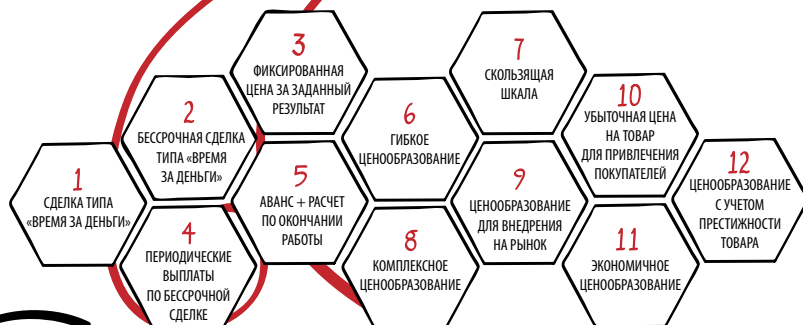 1
СДЕЛКА ТИПА
«ВРЕМЯ ЗА ДЕНЬГИ»
2
БЕССРОЧНАЯ СДЕЛКА
ТИПА «ВРЕМЯ
ЗА ДЕНЬГИ»
3
ФИКСИРОВАННАЯ
ЦЕНА ЗА ЗАДАННЫЙ
РЕЗУЛЬТАТ
4
ПЕРИОДИЧЕСКИЕ
ВЫПЛАТЫ
ПО БЕССРОЧНОЙ
СДЕЛКЕ
5
АВАНС + РАСЧЕТ
ПО ОКОНЧАНИИ
РАБОТЫ
6
ГИБКОЕ
ЦЕНООБРАЗОВАНИЕ
7
СКОЛЬЗЯЩАЯ
ШКАЛА
8
КОМПЛЕКСНОЕ
ЦЕНООБРАЗОВАНИЕ
9
ЦЕНООБРАЗОВАНИЕ
ДЛЯ ВНЕДРЕНИЯ
НА РЫНОК
10
УБЫТОЧНАЯ ЦЕНА
НА ТОВАР
ДЛЯ ПРИВЛЕЧЕНИЯ
ПОКУПАТЕЛЕЙ
11
ЭКОНОМИЧНОЕ
ЦЕНООБРАЗОВАНИЕ
12
ЦЕНООБРАЗОВАНИЕ
С УЧЕТОМ
ПРЕСТИЖНОСТИ
ТОВАРА